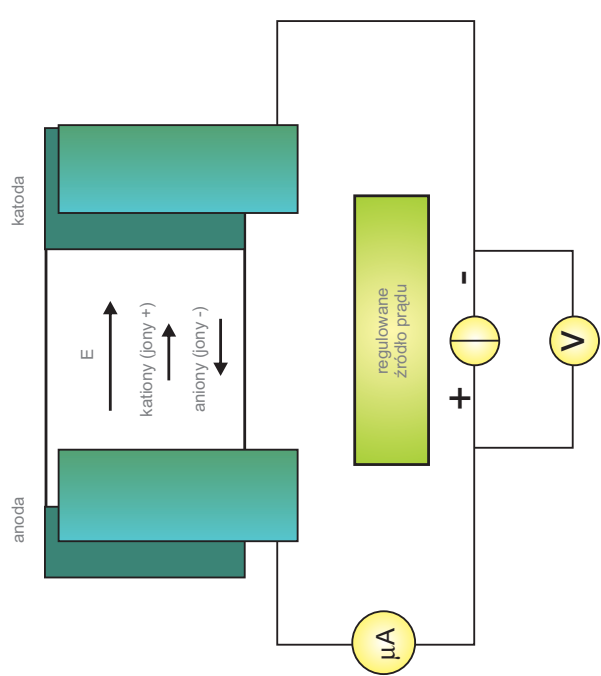 anoda
katoda
E
kationy (jony +)
aniony (jony -)
regulowane
źródło prądu
+
-
μA
V